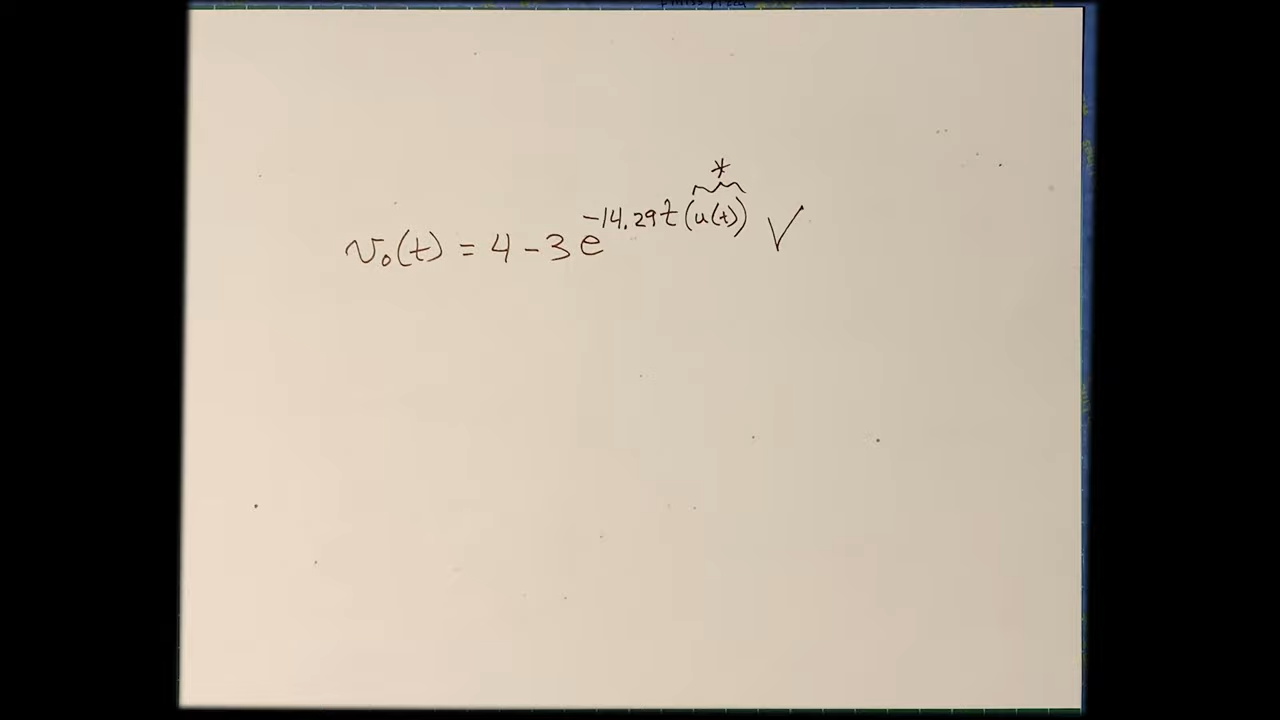 *
v₀(t) = 4 - 3e^{-14.29t(u(t))} ✓